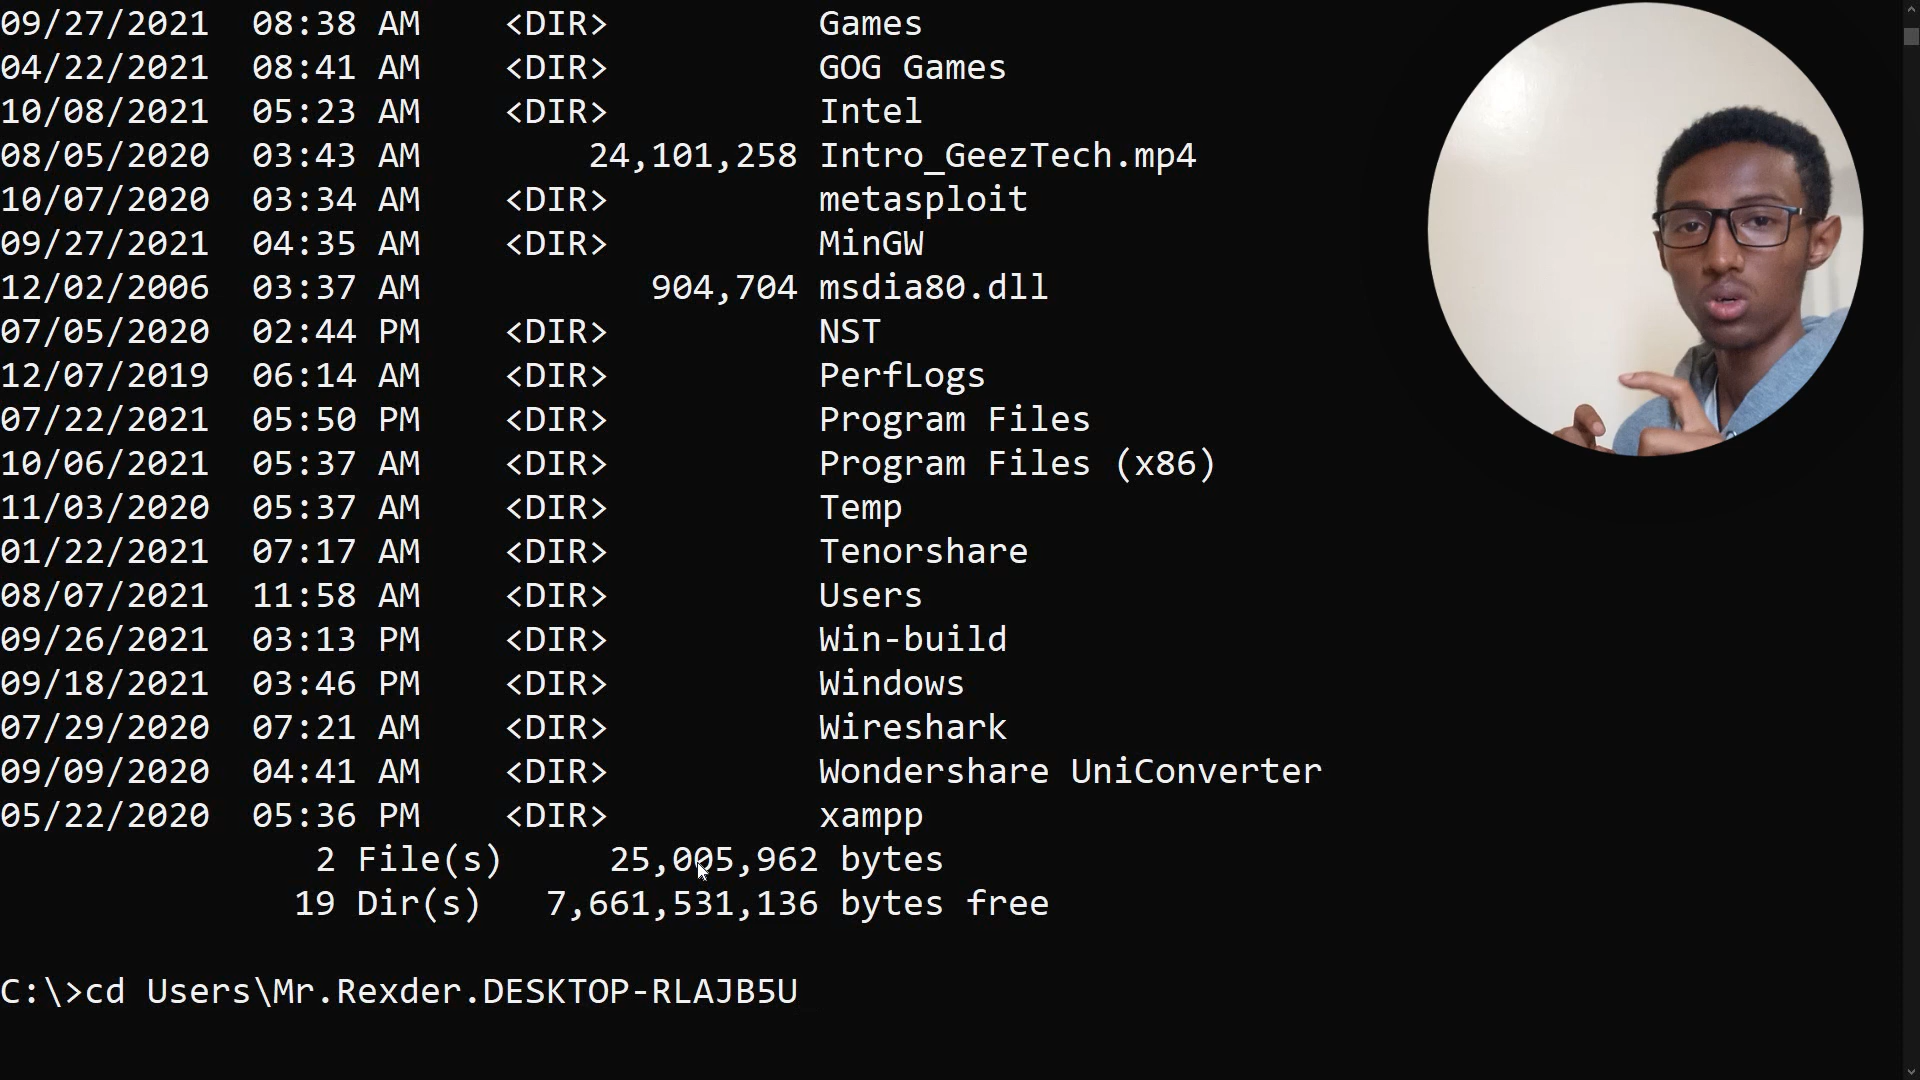 09/27/2021  08:38 AM    <DIR>          Games
04/22/2021  08:41 AM    <DIR>          GOG Games
10/08/2021  05:23 AM    <DIR>          Intel
08/05/2020  03:43 AM        24,101,258 Intro_GeezTech.mp4
10/07/2020  03:34 AM    <DIR>          metasploit
09/27/2021  04:35 AM    <DIR>          MinGW
12/02/2006  03:37 AM           904,704 msdia80.dll
07/05/2020  02:44 PM    <DIR>          NST
12/07/2019  06:14 AM    <DIR>          PerfLogs
07/22/2021  05:50 PM    <DIR>          Program Files
10/06/2021  05:37 AM    <DIR>          Program Files (x86)
11/03/2020  05:37 AM    <DIR>          Temp
01/22/2021  07:17 AM    <DIR>          Tenorshare
08/07/2021  11:58 AM    <DIR>          Users
09/26/2021  03:13 PM    <DIR>          Win-build
09/18/2021  03:46 PM    <DIR>          Windows
07/29/2020  07:21 AM    <DIR>          Wireshark
09/09/2020  04:41 AM    <DIR>          Wondershare UniConverter
05/22/2020  05:36 PM    <DIR>          xampp
               2 File(s)     25,005,962 bytes
              19 Dir(s)   7,661,531,136 bytes free
C:\>cd Users\Mr.Rexder.DESKTOP-RLAJB5U